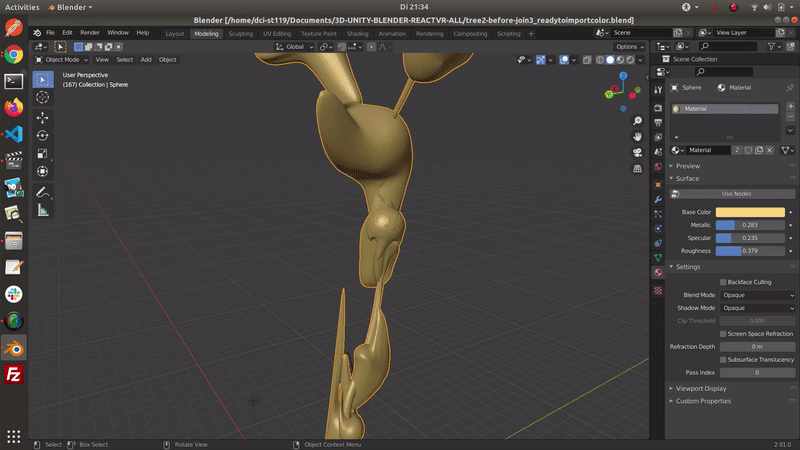 Activities Blender Di 21:34
Blender [/home/dci-st119/Documents/3D-UNITY-BLENDER-REACTVR-ALL/tree2-before-join3_readytoimportcolor.blend]
File Edit Render Window Help Layout Modeling Sculpting UV Editing Texture Paint Shading Animation Rendering Compositing Scripting Scene View Layer
Global Options
Object Mode View Select Add Object Scene Collection
User Perspective
(167) Collection | Sphere
Z
Sphere Material
Material
Material 2
Preview
Surface
Use Nodes
Base Color
Metallic 0.283
Specular 0.235
Roughness 0.379
Settings
Backface Culling
Blend Mode Opaque
Shadow Mode Opaque
Clip Threshold 0.000
Screen Space Refraction
Refraction Depth 0 m
Subsurface Translucency
Pass Index 0
Viewport Display
Custom Properties
Select Box Select Rotate View Object Context Menu 2.91.0